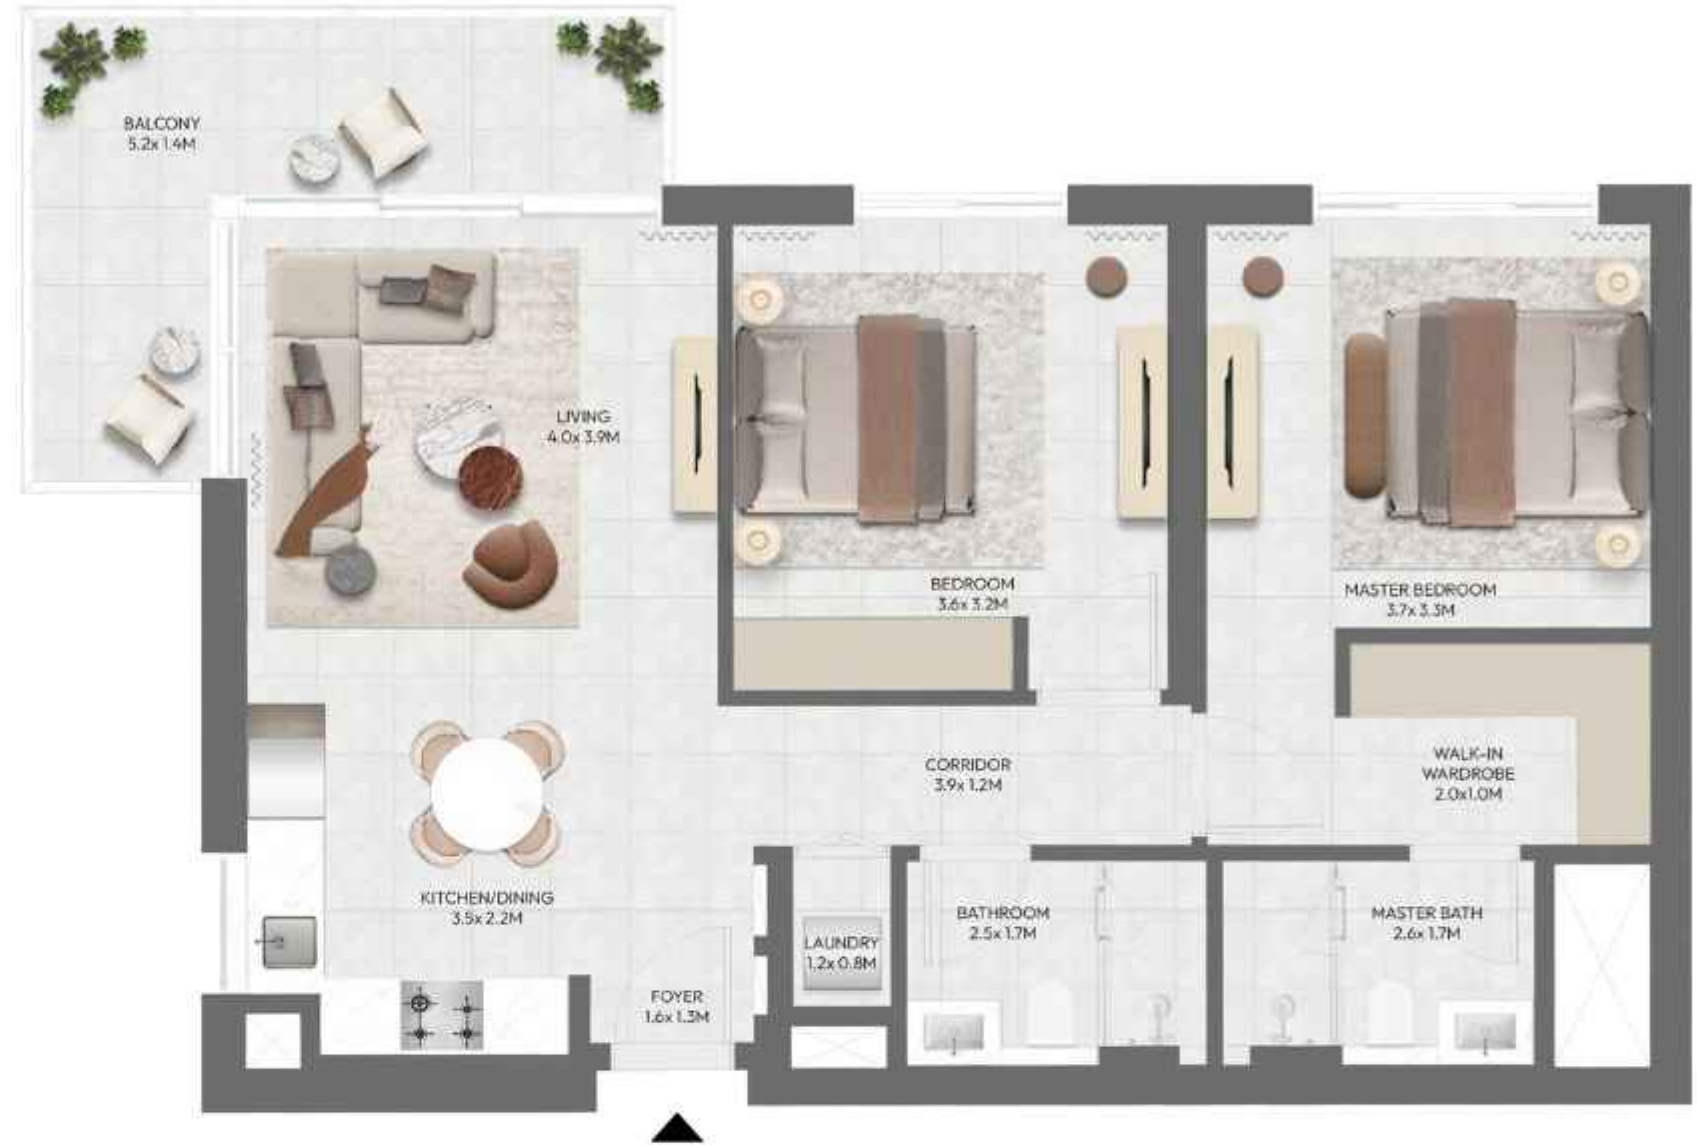 BALCONY
5.2x 1.4M
LIVING
4.0x 3.9M
BEDROOM
3.6x 3.2M
MASTER BEDROOM
3.7x 3.3M
CORRIDOR
3.9x 1.2M
WALK-IN
WARDROBE
2.0x1.0M
KITCHEN/DINING
3.5x 2.2M
LAUNDRY
1.2x 0.8M
BATHROOM
2.5x 1.7M
MASTER BATH
2.6x 1.7M
FOYER
1.6x 1.3M